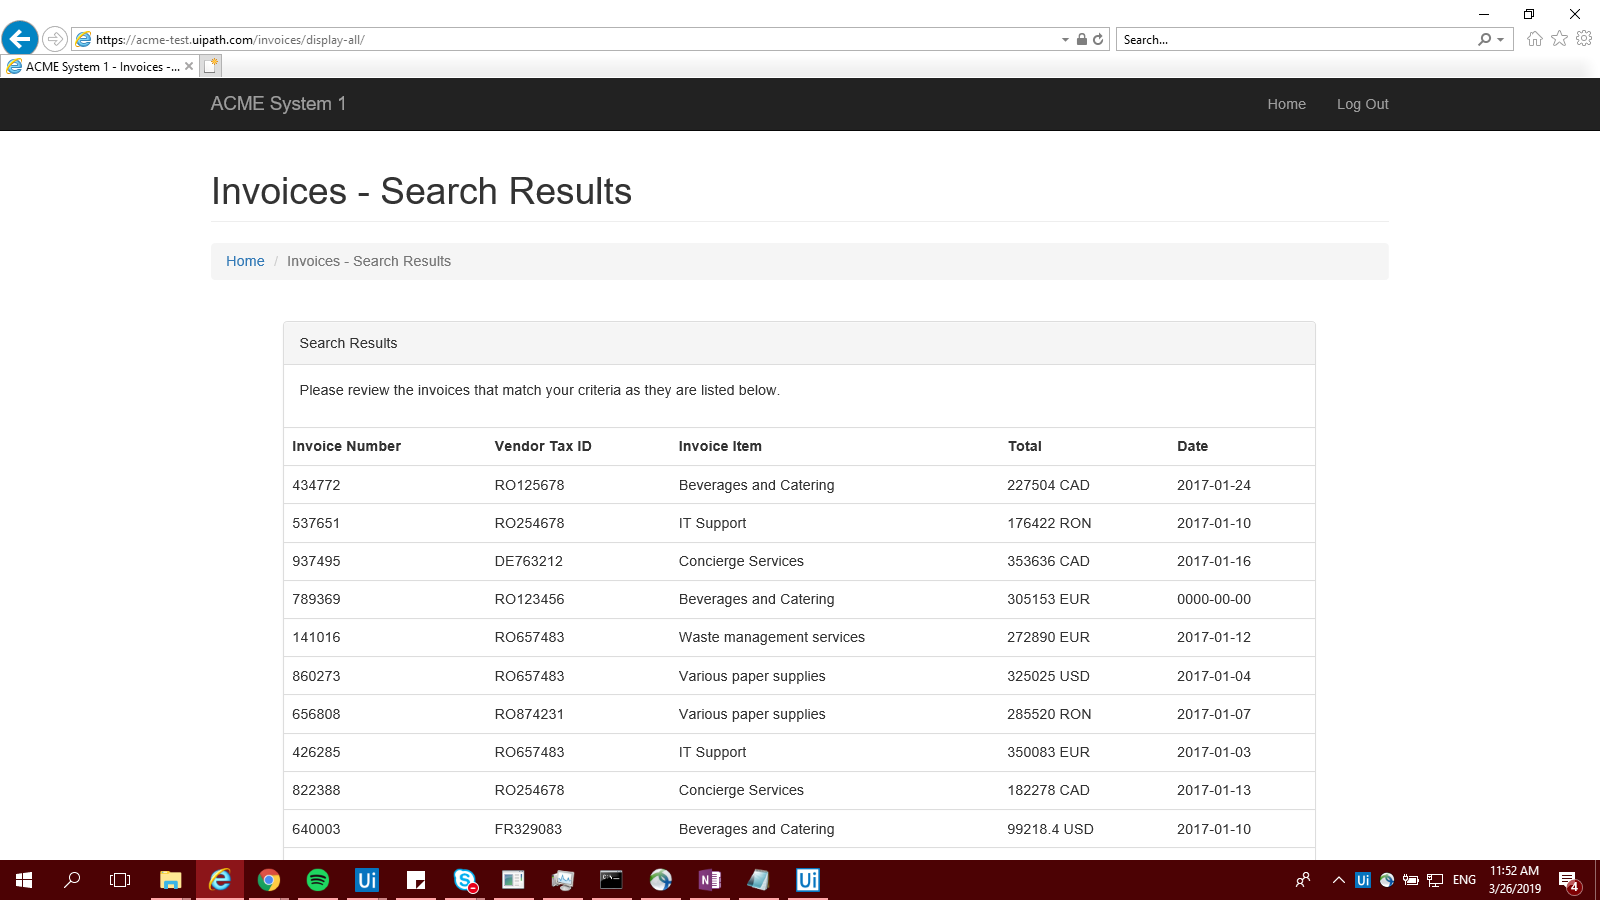 https://acme-test.uipath.com/invoices/display-all/
Search...
ACME System 1 - Invoices -...
ACME System 1
Home
Log Out
Invoices - Search Results
Home / Invoices - Search Results
Search Results
Please review the invoices that match your criteria as they are listed below.
Invoice Number Vendor Tax ID Invoice Item Total Date
434772 RO125678 Beverages and Catering 227504 CAD 2017-01-24
537651 RO254678 IT Support 176422 RON 2017-01-10
937495 DE763212 Concierge Services 353636 CAD 2017-01-16
789369 RO123456 Beverages and Catering 305153 EUR 0000-00-00
141016 RO657483 Waste management services 272890 EUR 2017-01-12
860273 RO657483 Various paper supplies 325025 USD 2017-01-04
656808 RO874231 Various paper supplies 285520 RON 2017-01-07
426285 RO657483 IT Support 350083 EUR 2017-01-03
822388 RO254678 Concierge Services 182278 CAD 2017-01-13
640003 FR329083 Beverages and Catering 99218.4 USD 2017-01-10
Ui
N
Ui
Ui
ENG
11:52 AM
3/26/2019
4